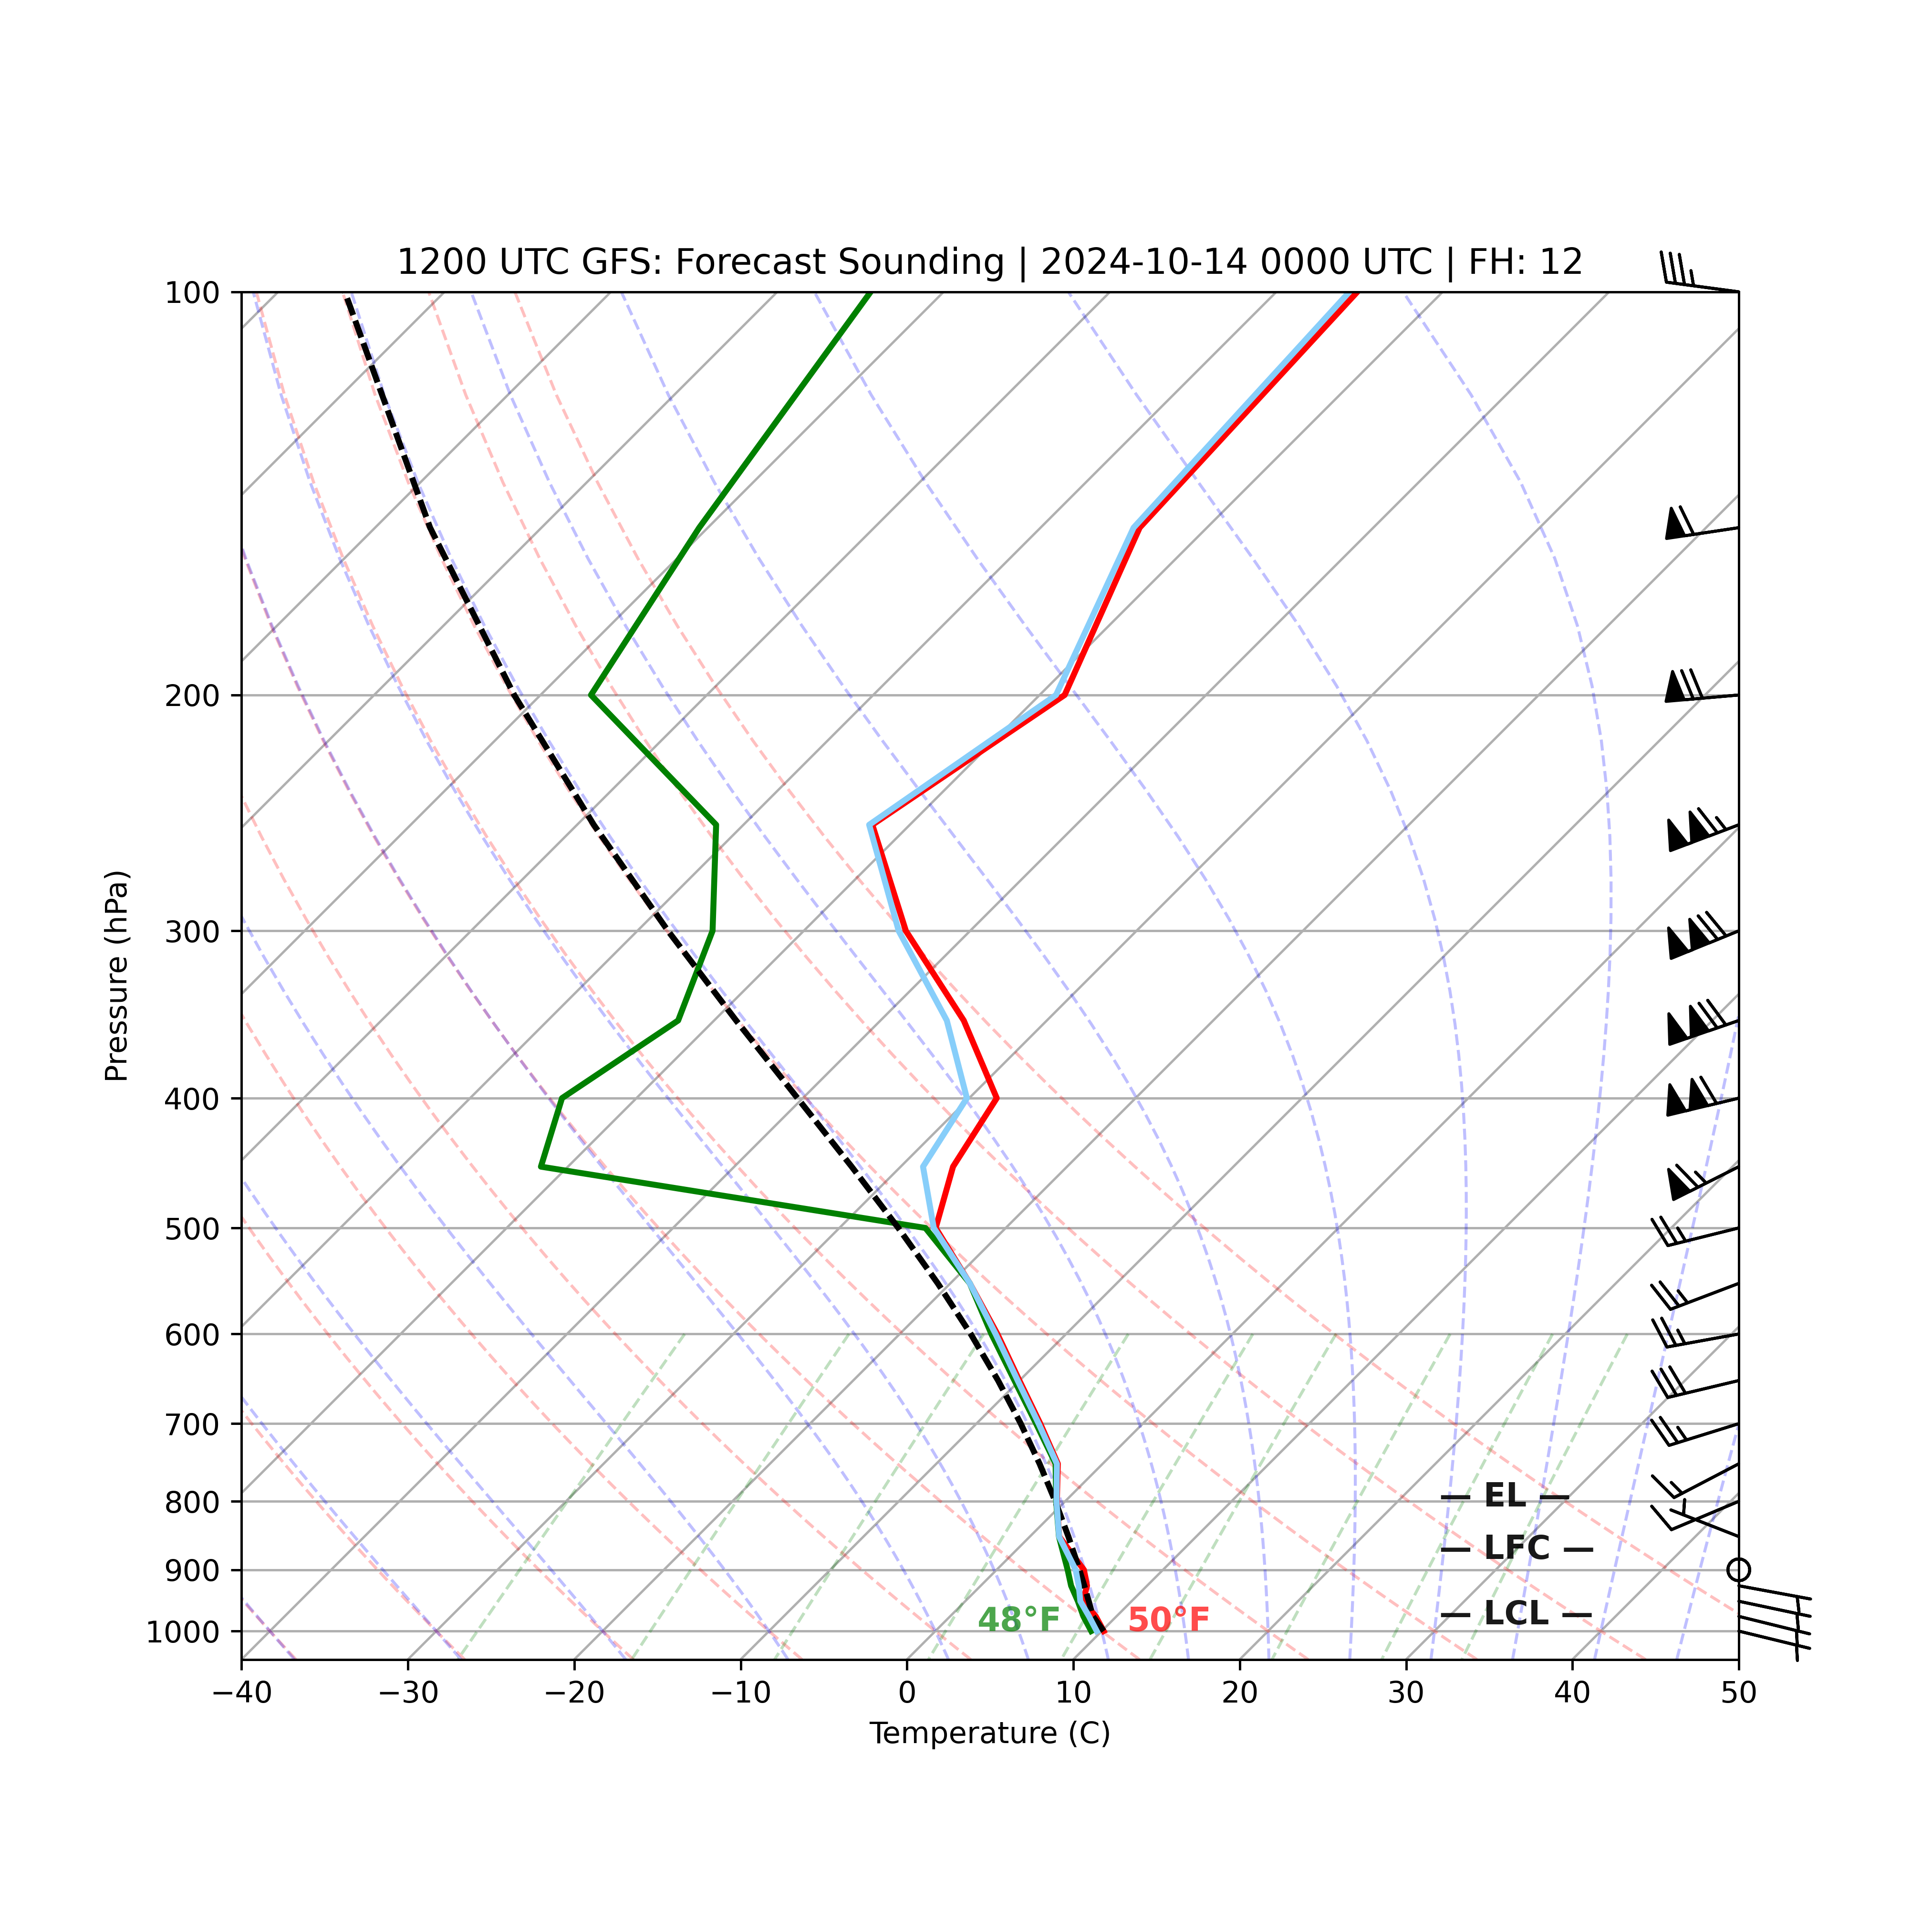 1200 UTC GFS: Forecast Sounding | 2024-10-14 0000 UTC | FH: 12
100
200
300
400
500
600
700
800
900
1000
Pressure (hPa)
— EL —
— LFC —
— LCL —
48°F
50°F
−40 −30 −20 −10 0 10 20 30 40 50
Temperature (C)